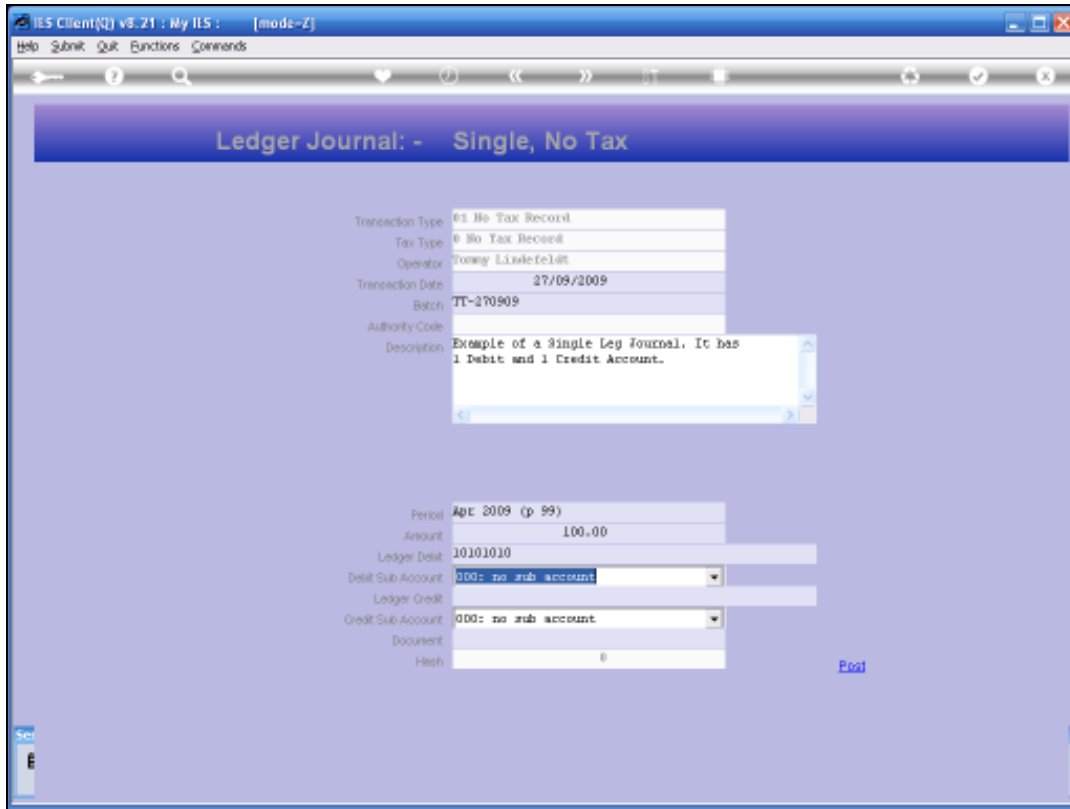 IES Client(Q) v8.21 : My IES : [mode-Z]
Help Submit Quit Functions Commands
Ledger Journal: - Single, No Tax
Transaction Type 01 No Tax Record
Tax Type 0 No Tax Record
Operator Tommy Lindefeldt
Transaction Date 27/09/2009
Batch TT-270909
Authority Code
Description Example of a Single Leg Journal. It has
1 Debit and 1 Credit Account.
Period Apr 2009 (p 99)
Amount 100.00
Ledger Debit 10101010
Debit Sub Account 000: no sub account
Ledger Credit
Credit Sub Account 000: no sub account
Document
Hash 0
Post